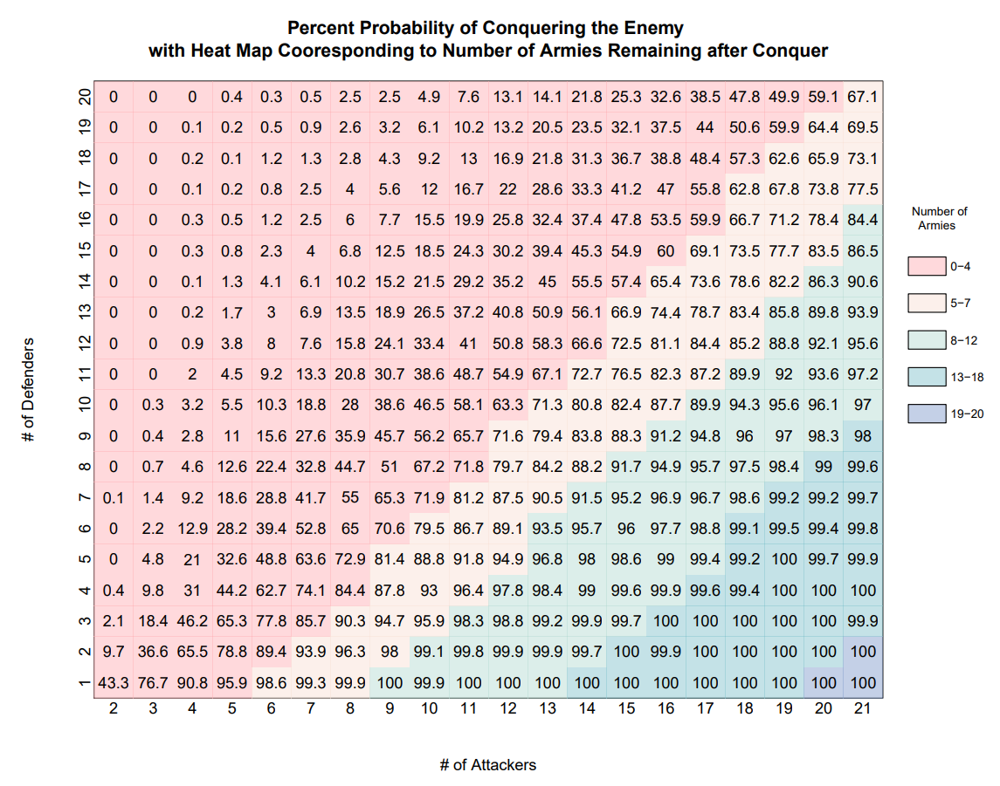 Percent Probability of Conquering the Enemy
with Heat Map Cooresponding to Number of Armies Remaining after Conquer
20 0 0 0 0.4 0.3 0.5 2.5 2.5 4.9 7.6 13.1 14.1 21.8 25.3 32.6 38.5 47.8 49.9 59.1 67.1
19 0 0 0.1 0.2 0.5 0.9 2.6 3.2 6.1 10.2 13.2 20.5 23.5 32.1 37.5 44 50.6 59.9 64.4 69.5
18 0 0 0.2 0.1 1.2 1.3 2.8 4.3 9.2 13 16.9 21.8 31.3 36.7 38.8 48.4 57.3 62.6 65.9 73.1
17 0 0 0.1 0.2 0.8 2.5 4 5.6 12 16.7 22 28.6 33.3 41.2 47 55.8 62.8 67.8 73.8 77.5
16 0 0 0.3 0.5 1.2 2.5 6 7.7 15.5 19.9 25.8 32.4 37.4 47.8 53.5 59.9 66.7 71.2 78.4 84.4
15 0 0 0.3 0.8 2.3 4 6.8 12.5 18.5 24.3 30.2 39.4 45.3 54.9 60 69.1 73.5 77.7 83.5 86.5
14 0 0 0.1 1.3 4.1 6.1 10.2 15.2 21.5 29.2 35.2 45 55.5 57.4 65.4 73.6 78.6 82.2 86.3 90.6
13 0 0 0.2 1.7 3 6.9 13.5 18.9 26.5 37.2 40.8 50.9 56.1 66.9 74.4 78.7 83.4 85.8 89.8 93.9
12 0 0 0.9 3.8 8 7.6 15.8 24.1 33.4 41 50.8 58.3 66.6 72.5 81.1 84.4 85.2 88.8 92.1 95.6
11 0 0 2 4.5 9.2 13.3 20.8 30.7 38.6 48.7 54.9 67.1 72.7 76.5 82.3 87.2 89.9 92 93.6 97.2
10 0 0.3 3.2 5.5 10.3 18.8 28 38.6 46.5 58.1 63.3 71.3 80.8 82.4 87.7 89.9 94.3 95.6 96.1 97
9 0 0.4 2.8 11 15.6 27.6 35.9 45.7 56.2 65.7 71.6 79.4 83.8 88.3 91.2 94.8 96 97 98.3 98
8 0 0.7 4.6 12.6 22.4 32.8 44.7 51 67.2 71.8 79.7 84.2 88.2 91.7 94.9 95.7 97.5 98.4 99 99.6
7 0.1 1.4 9.2 18.6 28.8 41.7 55 65.3 71.9 81.2 87.5 90.5 91.5 95.2 96.9 96.7 98.6 99.2 99.2 99.7
6 0 2.2 12.9 28.2 39.4 52.8 65 70.6 79.5 86.7 89.1 93.5 95.7 96 97.7 98.8 99.1 99.5 99.4 99.8
5 0 4.8 21 32.6 48.8 63.6 72.9 81.4 88.8 91.8 94.9 96.8 98 98.6 99 99.4 99.2 100 99.7 99.9
4 0.4 9.8 31 44.2 62.7 74.1 84.4 87.8 93 96.4 97.8 98.4 99 99.6 99.9 99.6 99.4 100 100 100
3 2.1 18.4 46.2 65.3 77.8 85.7 90.3 94.7 95.9 98.3 98.8 99.2 99.9 99.7 100 100 100 100 100 99.9
2 9.7 36.6 65.5 78.8 89.4 93.9 96.3 98 99.1 99.8 99.9 99.9 99.7 100 99.9 100 100 100 100 100
1 43.3 76.7 90.8 95.9 98.6 99.3 99.9 100 99.9 100 100 100 100 100 100 100 100 100 100 100
2 3 4 5 6 7 8 9 10 11 12 13 14 15 16 17 18 19 20 21
# of Attackers
# of Defenders
Number of
Armies
0−4
5−7
8−12
13−18
19−20